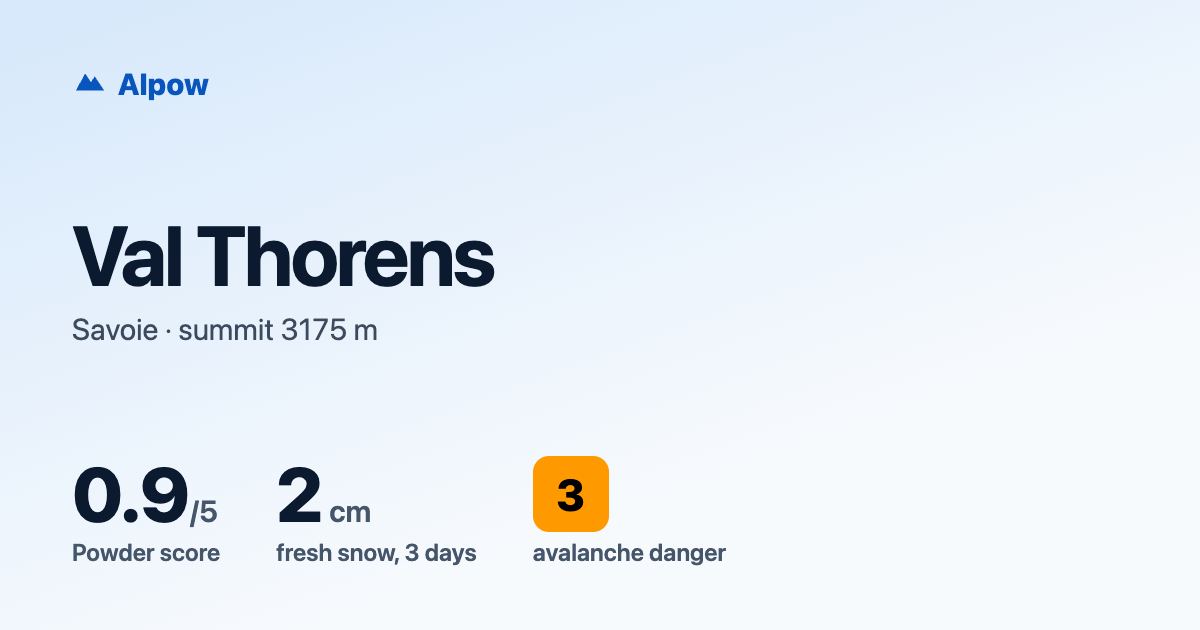 Alpow
Val Thorens
Savoie · summit 3175 m
0.9/5 2 cm 3
Powder score fresh snow, 3 days avalanche danger